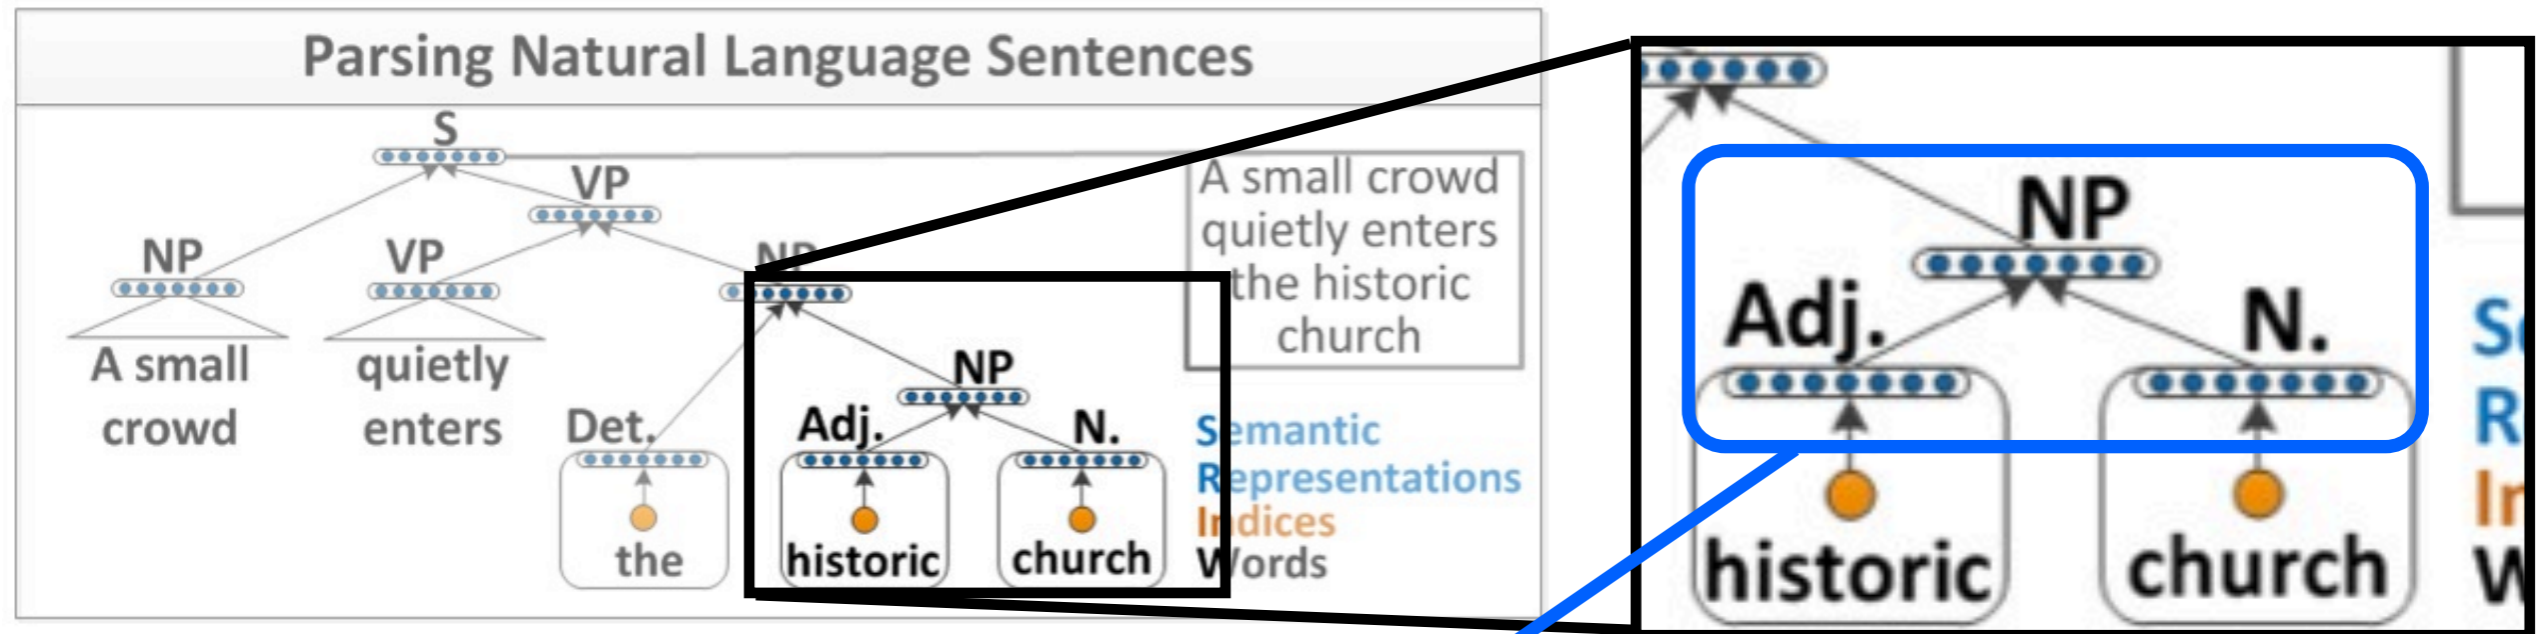 Parsing Natural Language Sentences
S
VP
NP
VP
NP
A small
crowd
quietly
enters
Det.
the
NP
Adj.
N.
historic
church
A small crowd
quietly enters
the historic
church
Semantic
Representations
Indices
Words
NP
Adj.
N.
historic
church
S
R
In
W